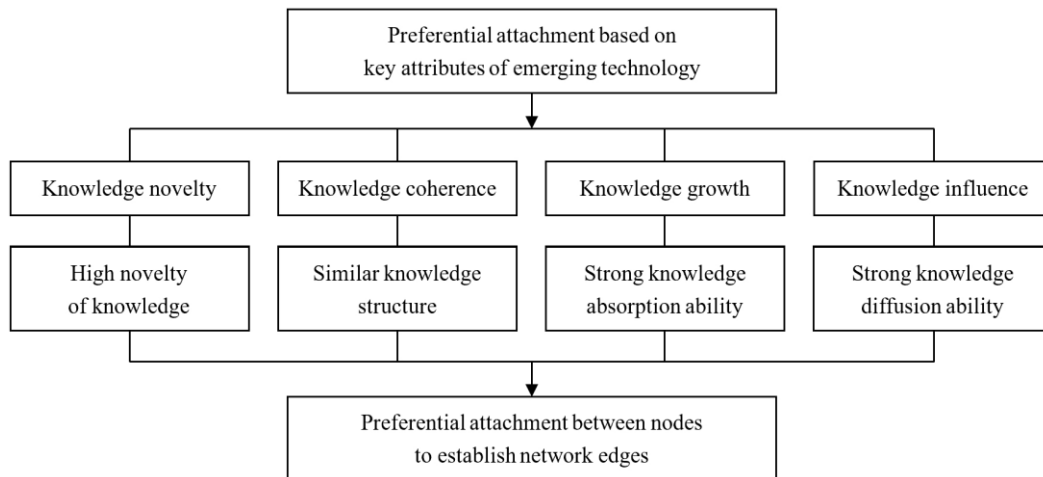 Preferential attachment based on
key attributes of emerging technology
Knowledge novelty
Knowledge coherence
Knowledge growth
Knowledge influence
High novelty
of knowledge
Similar knowledge
structure
Strong knowledge
absorption ability
Strong knowledge
diffusion ability
Preferential attachment between nodes
to establish network edges